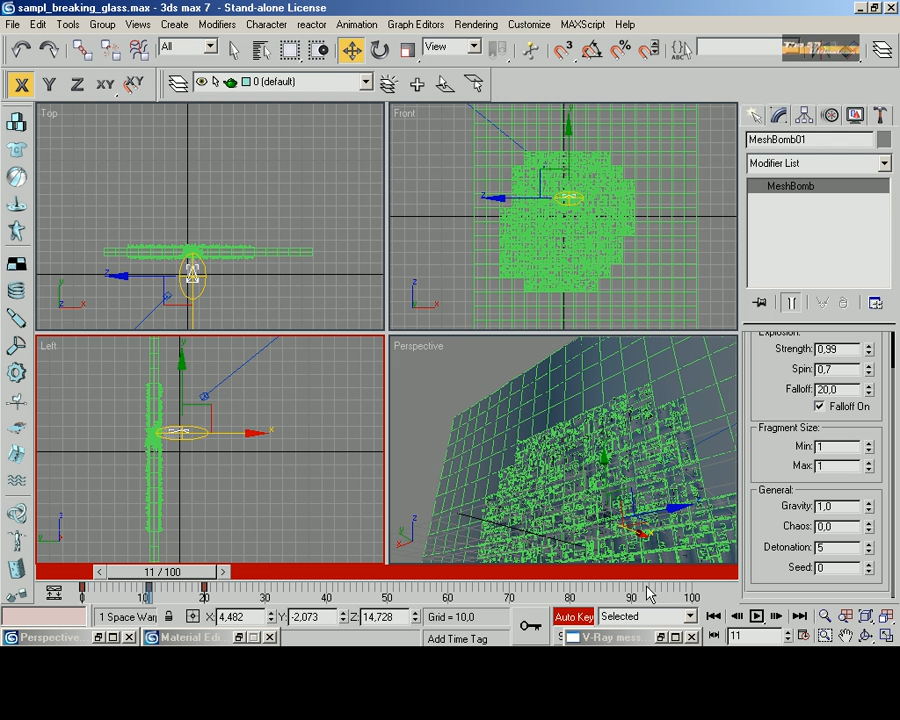 sampl_breaking_glass.max - 3ds max 7 - Stand-alone License
File Edit Tools Group Views Create Modifiers Character reactor Animation Graph Editors Rendering Customize MAXScript Help
All View
X Y Z XY XY 0 (default)
Top
Front
Left
Perspective
MeshBomb01
Modifier List
MeshBomb
Explosion:
Strength: 0,99
Spin: 0,7
Falloff: 20,0
Falloff On
Fragment Size:
Min: 1
Max: 1
General:
Gravity: 1,0
Chaos: 0,0
Detonation: 5
Seed: 0
11 / 100
0 10 20 30 40 50 60 70 80 90 100
1 Space War X: 4,482 Y: -2,073 Z: 14,728 Grid = 10,0 Auto Key Selected
Perspective... Material Edi... Add Time Tag V-Ray mess... 11